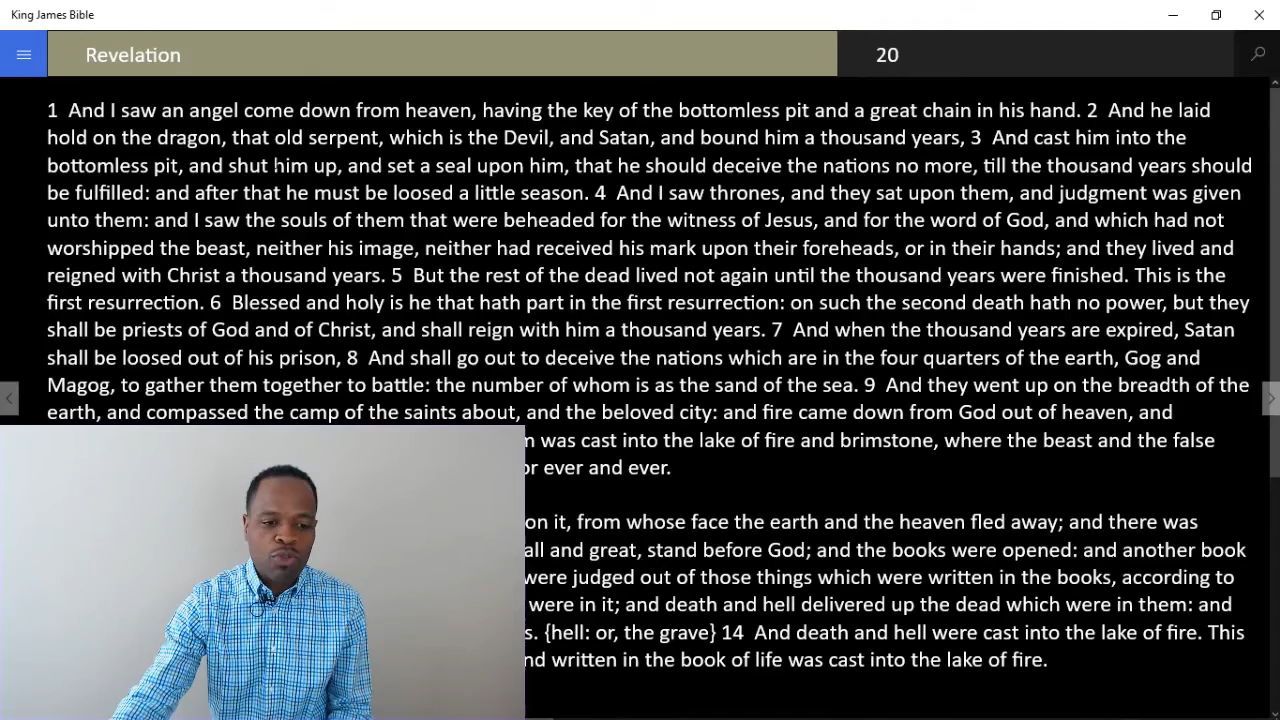 King James Bible
Revelation 20
1 And I saw an angel come down from heaven, having the key of the bottomless pit and a great chain in his hand. 2 And he laid
hold on the dragon, that old serpent, which is the Devil, and Satan, and bound him a thousand years, 3 And cast him into the
bottomless pit, and shut him up, and set a seal upon him, that he should deceive the nations no more, till the thousand years should
be fulfilled: and after that he must be loosed a little season. 4 And I saw thrones, and they sat upon them, and judgment was given
unto them: and I saw the souls of them that were beheaded for the witness of Jesus, and for the word of God, and which had not
worshipped the beast, neither his image, neither had received his mark upon their foreheads, or in their hands; and they lived and
reigned with Christ a thousand years. 5 But the rest of the dead lived not again until the thousand years were finished. This is the
first resurrection. 6 Blessed and holy is he that hath part in the first resurrection: on such the second death hath no power, but they
shall be priests of God and of Christ, and shall reign with him a thousand years. 7 And when the thousand years are expired, Satan
shall be loosed out of his prison, 8 And shall go out to deceive the nations which are in the four quarters of the earth, Gog and
Magog, to gather them together to battle: the number of whom is as the sand of the sea. 9 And they went up on the breadth of the
earth, and compassed the camp of the saints about, and the beloved city: and fire came down from God out of heaven, and
was cast into the lake of fire and brimstone, where the beast and the false
or ever and ever.
on it, from whose face the earth and the heaven fled away; and there was
all and great, stand before God; and the books were opened: and another book
were judged out of those things which were written in the books, according to
were in it; and death and hell delivered up the dead which were in them: and
s. {hell: or, the grave} 14 And death and hell were cast into the lake of fire. This
nd written in the book of life was cast into the lake of fire.